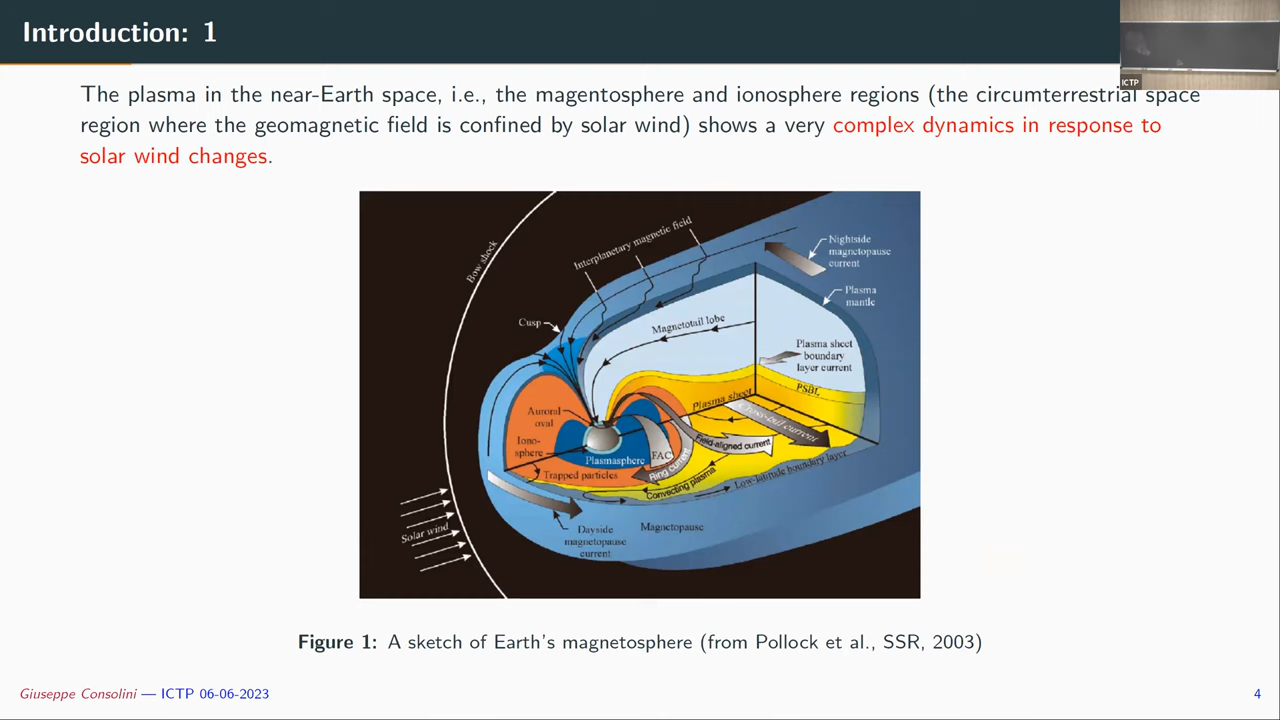 Introduction: 1
ICTP
The plasma in the near-Earth space, i.e., the magentosphere and ionosphere regions (the circumterrestrial space
region where the geomagnetic field is confined by solar wind) shows a very complex dynamics in response to
solar wind changes.
Bow shock
Interplanetary magnetic field
Nightside
magnetopause
current
Plasma
mantle
Cusp
Magnetotail lobe
Plasma sheet
boundary
layer current
PSBL
Plasma sheet
Cross-tail current
Auroral
oval
Iono-
sphere
Plasmasphere
FAC
Field-aligned current
Ring current
Trapped particles
Convecting plasma
Low-latitude boundary layer
Solar wind
Dayside
magnetopause
current
Magnetopause
Figure 1: A sketch of Earth's magnetosphere (from Pollock et al., SSR, 2003)
Giuseppe Consolini — ICTP 06-06-2023
4